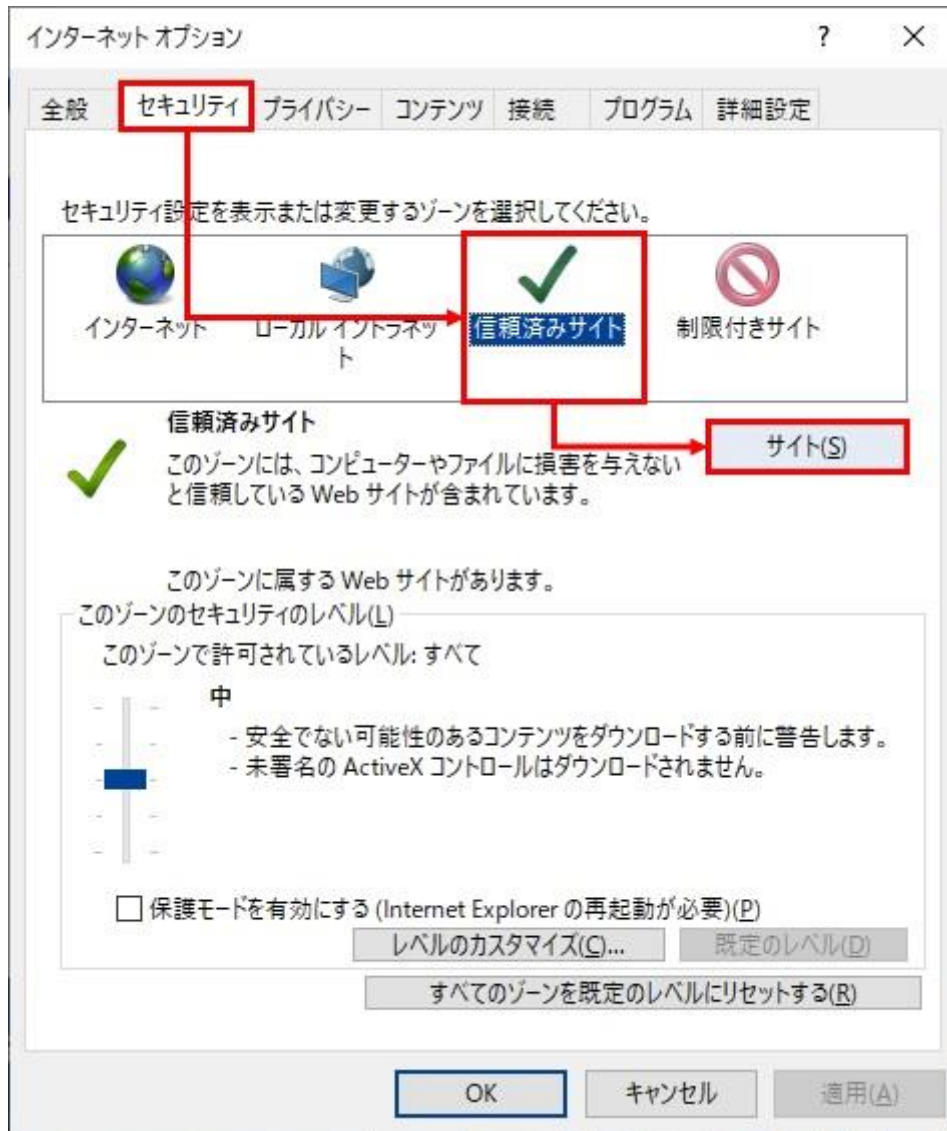 インターネット オプション
?
全般 セキュリティ プライバシー コンテンツ 接続 プログラム 詳細設定
セキュリティ設定を表示または変更するゾーンを選択してください。
インターネット
ローカル イントラネッ
ト
信頼済みサイト
制限付きサイト
信頼済みサイト
このゾーンには、コンピューターやファイルに損害を与えない
と信頼している Web サイトが含まれています。
サイト(S)
このゾーンに属する Web サイトがあります。
このゾーンのセキュリティのレベル(L)
このゾーンで許可されているレベル: すべて
中
- 安全でない可能性のあるコンテンツをダウンロードする前に警告します。
- 未署名の ActiveX コントロールはダウンロードされません。
保護モードを有効にする (Internet Explorer の再起動が必要)(P)
レベルのカスタマイズ(C)... 既定のレベル(D)
すべてのゾーンを既定のレベルにリセットする(R)
OK キャンセル 適用(A)